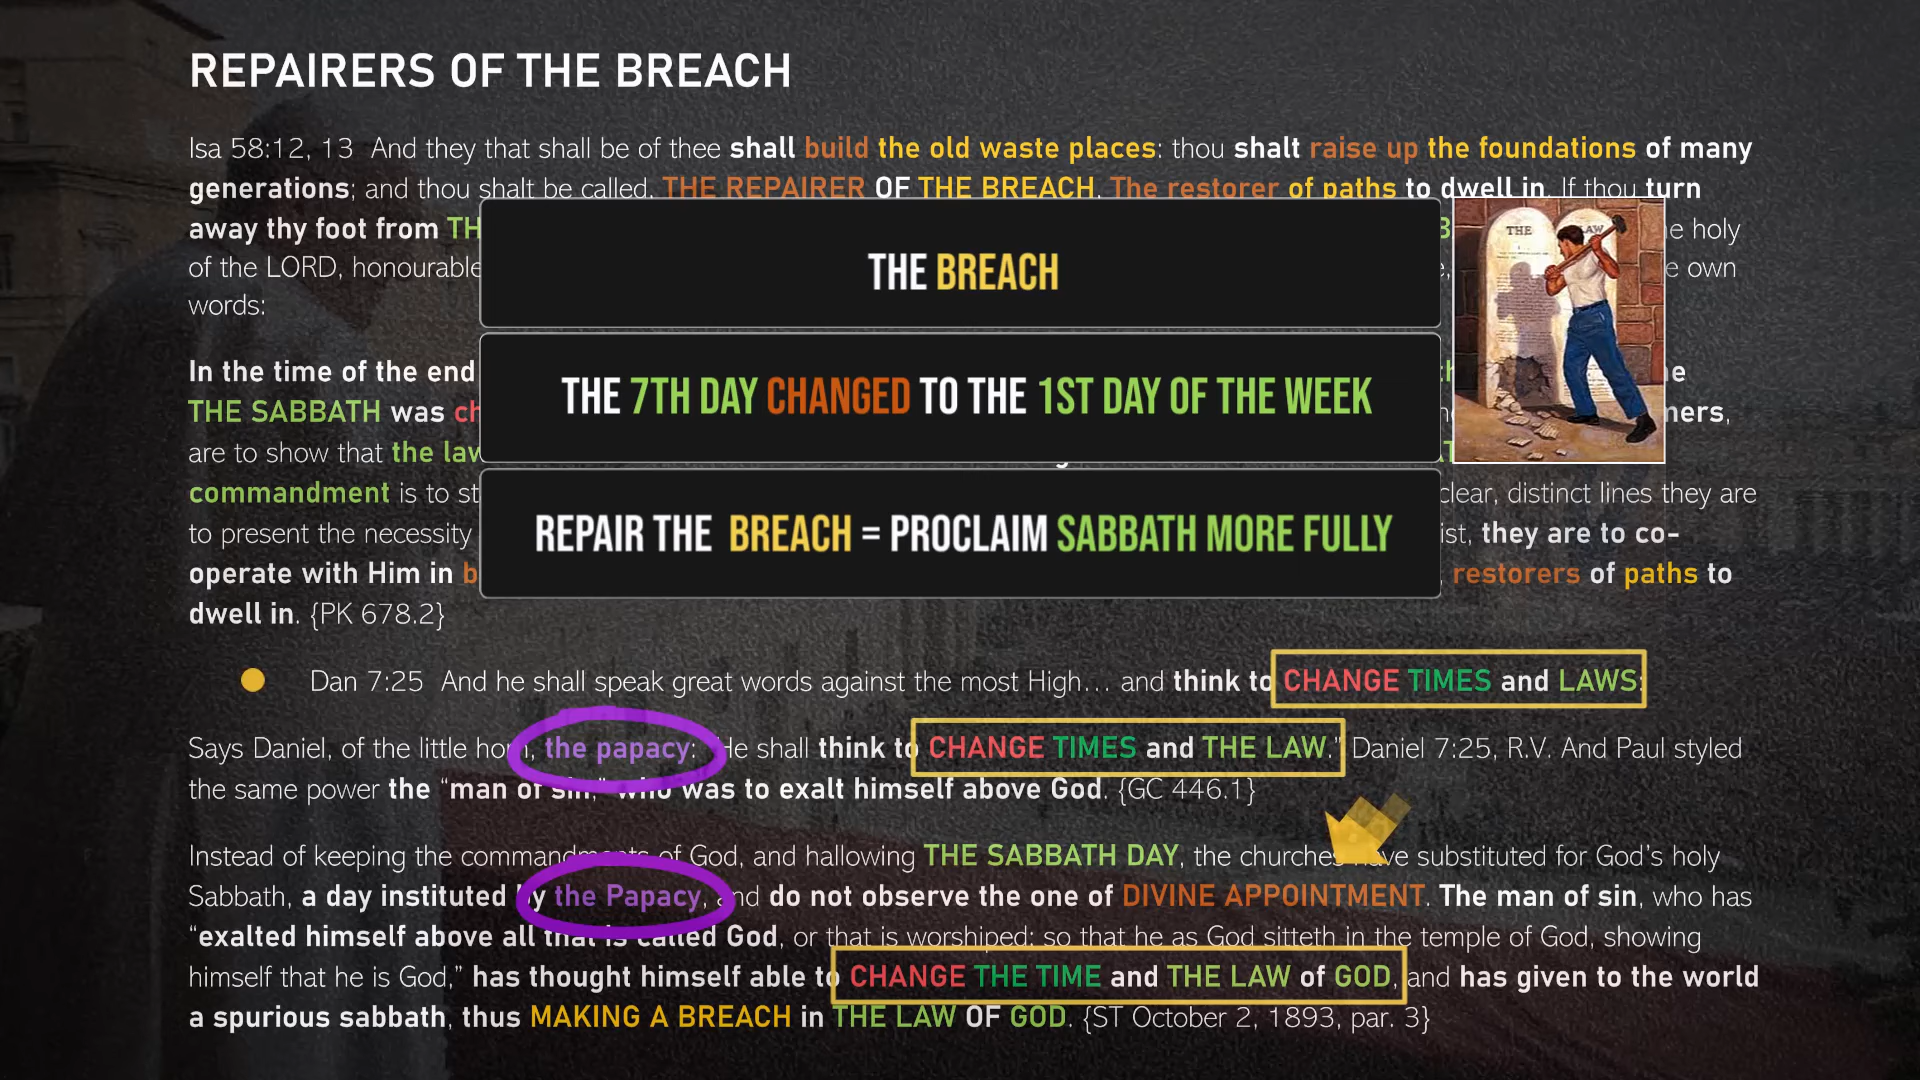 REPAIRERS OF THE BREACH
Isa 58:12, 13 And they that shall be of thee shall build the old waste places: thou shalt raise up the foundations of many
generations; and thou shalt be called, THE REPAIRER OF THE BREACH, The restorer of paths to dwell in. If thou turn
away thy foot from
holy
of the LORD, honourable
own
words:
THE LAW
THE BREACH
THE 7TH DAY CHANGED TO THE 1ST DAY OF THE WEEK
REPAIR THE BREACH = PROCLAIM SABBATH MORE FULLY
In the time of the end
THE SABBATH was
are to show that the
commandment is to
clear, distinct lines they are
to present the necessity
they are to co-
operate with Him in
restorers of paths to
dwell in. {PK 678.2}
Dan 7:25 And he shall speak great words against the most High... and think to CHANGE TIMES and LAWS:
Says Daniel, of the little horn, the papacy: "He shall think to CHANGE TIMES and THE LAW." Daniel 7:25, R.V. And Paul styled
the same power the "man of sin," who was to exalt himself above God. {GC 446.1}
Instead of keeping the commandments of God, and hallowing THE SABBATH DAY, the churches have substituted for God's holy
Sabbath, a day instituted by the Papacy, and do not observe the one of DIVINE APPOINTMENT. The man of sin, who has
"exalted himself above all that is called God, or that is worshiped; so that he as God sitteth in the temple of God, showing
himself that he is God," has thought himself able to CHANGE THE TIME and THE LAW of GOD, and has given to the world
a spurious sabbath, thus MAKING A BREACH in THE LAW OF GOD. {ST October 2, 1893, par. 3}